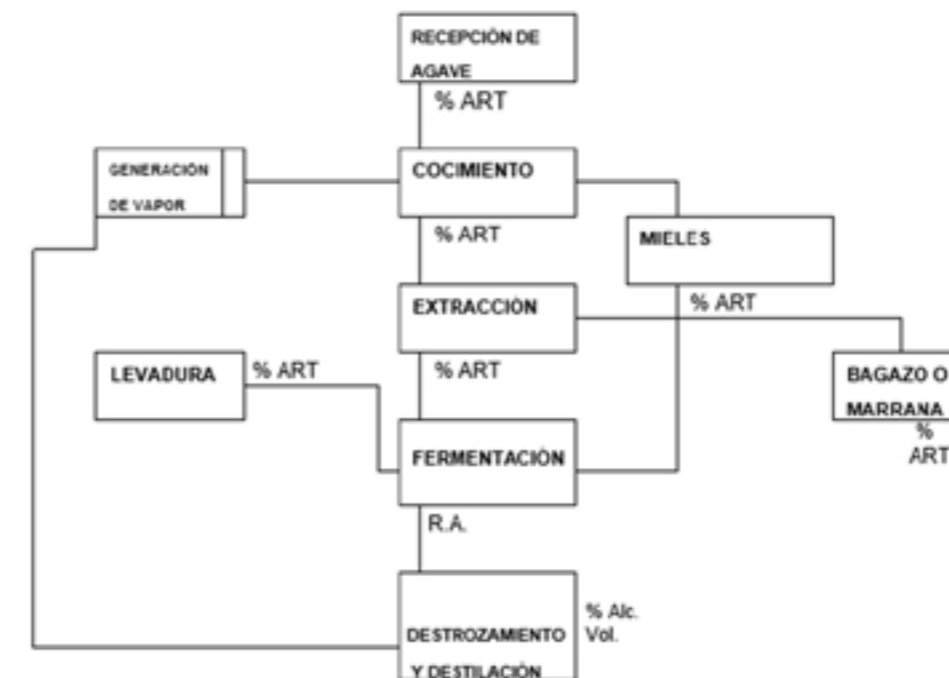 RECEPCIÓN DE
AGAVE
% ART
GENERACIÓN
DE VAPOR
COCIMIENTO
% ART
MIELES
% ART
EXTRACCIÓN
LEVADURA
% ART
% ART
BAGAZO O
MARRANA
%
ART
FERMENTACIÓN
R.A.
% Alc.
Vol.
DESTROZAMIENTO
Y DESTILACIÓN